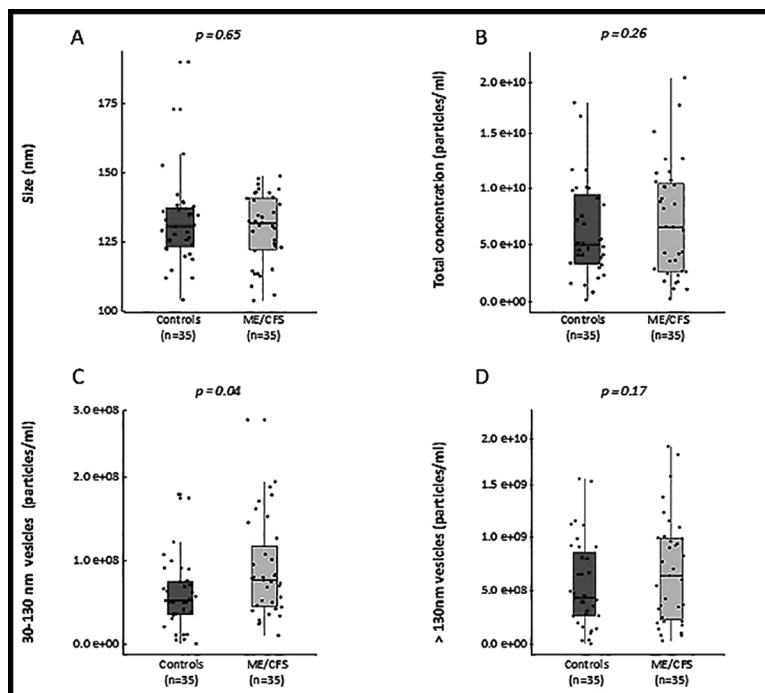 A
p = 0.65
Size (nm)
175
150
125
100
Controls
(n=35)
ME/CFS
(n=35)
B
p = 0.26
Total concentration (particles/ml)
2.0 e+10
1.5 e+10
1.0 e+10
5.0 e+10
0.0 e+00
Controls
(n=35)
ME/CFS
(n=35)
C
p = 0.04
30-130 nm vesicles (particles/ml)
3.0 e+08
2.0 e+08
1.0 e+08
0.0 e+00
Controls
(n=35)
ME/CFS
(n=35)
D
p = 0.17
> 130nm vesicles (particles/ml)
2.0 e+10
1.5 e+09
1.0 e+09
5.0 e+08
0.0 e+00
Controls
(n=35)
ME/CFS
(n=35)